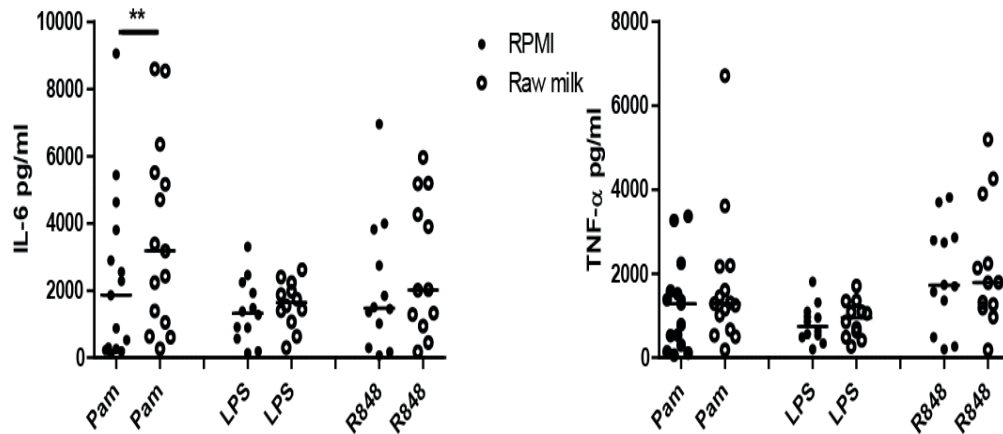 **
10000
8000
6000
4000
2000
0
IL-6 pg/ml
Pam Pam LPS LPS R848 R848
RPMI
Raw milk
8000
6000
4000
2000
0
TNF-α pg/ml
Pam Pam LPS LPS R848 R848